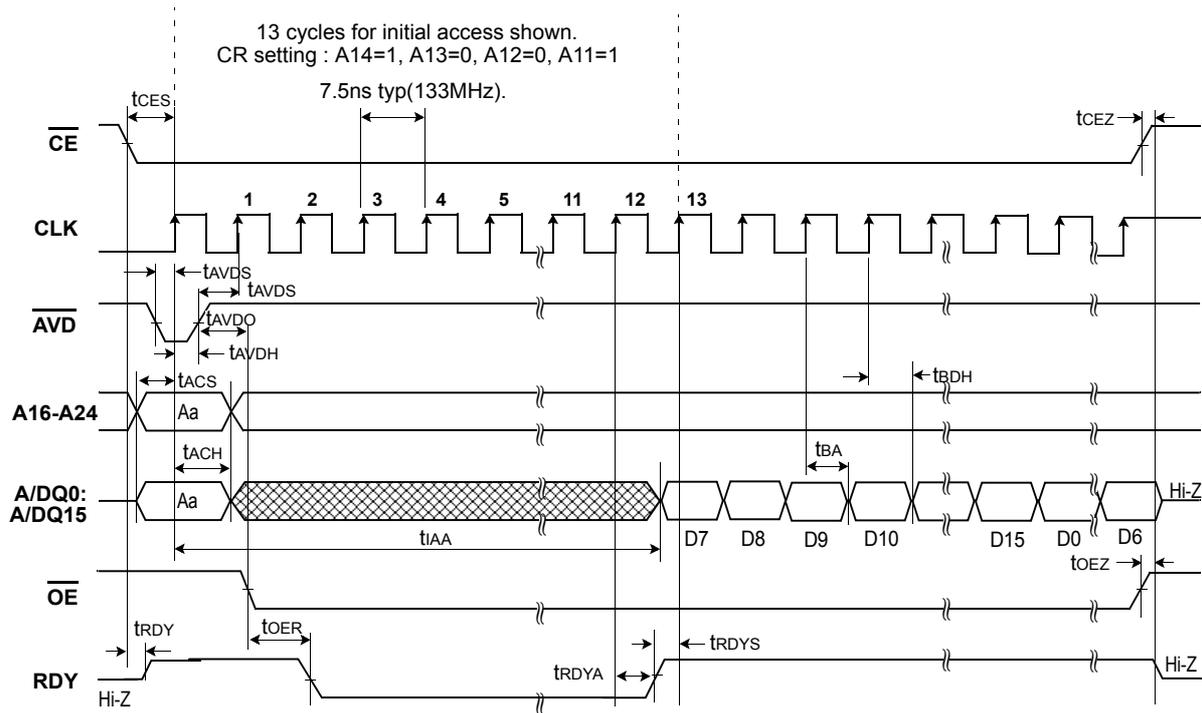 13 cycles for initial access shown.
CR setting : A14=1, A13=0, A12=0, A11=1
7.5ns typ(133MHz).
tCES
tCEZ
CE
1 2 3 4 5 11 12 13
CLK
tAVDS
tAVDS
AVD
tAVDO
tAVDH
tACS
tBDH
A16-A24
Aa
tACH
tBA
A/DQ0:
A/DQ15
Aa
Hi-Z
tIAA
D7 D8 D9 D10 D15 D0 D6
tOEZ
OE
tRDY
tOER
tRDYS
tRDYA
RDY
Hi-Z
Hi-Z